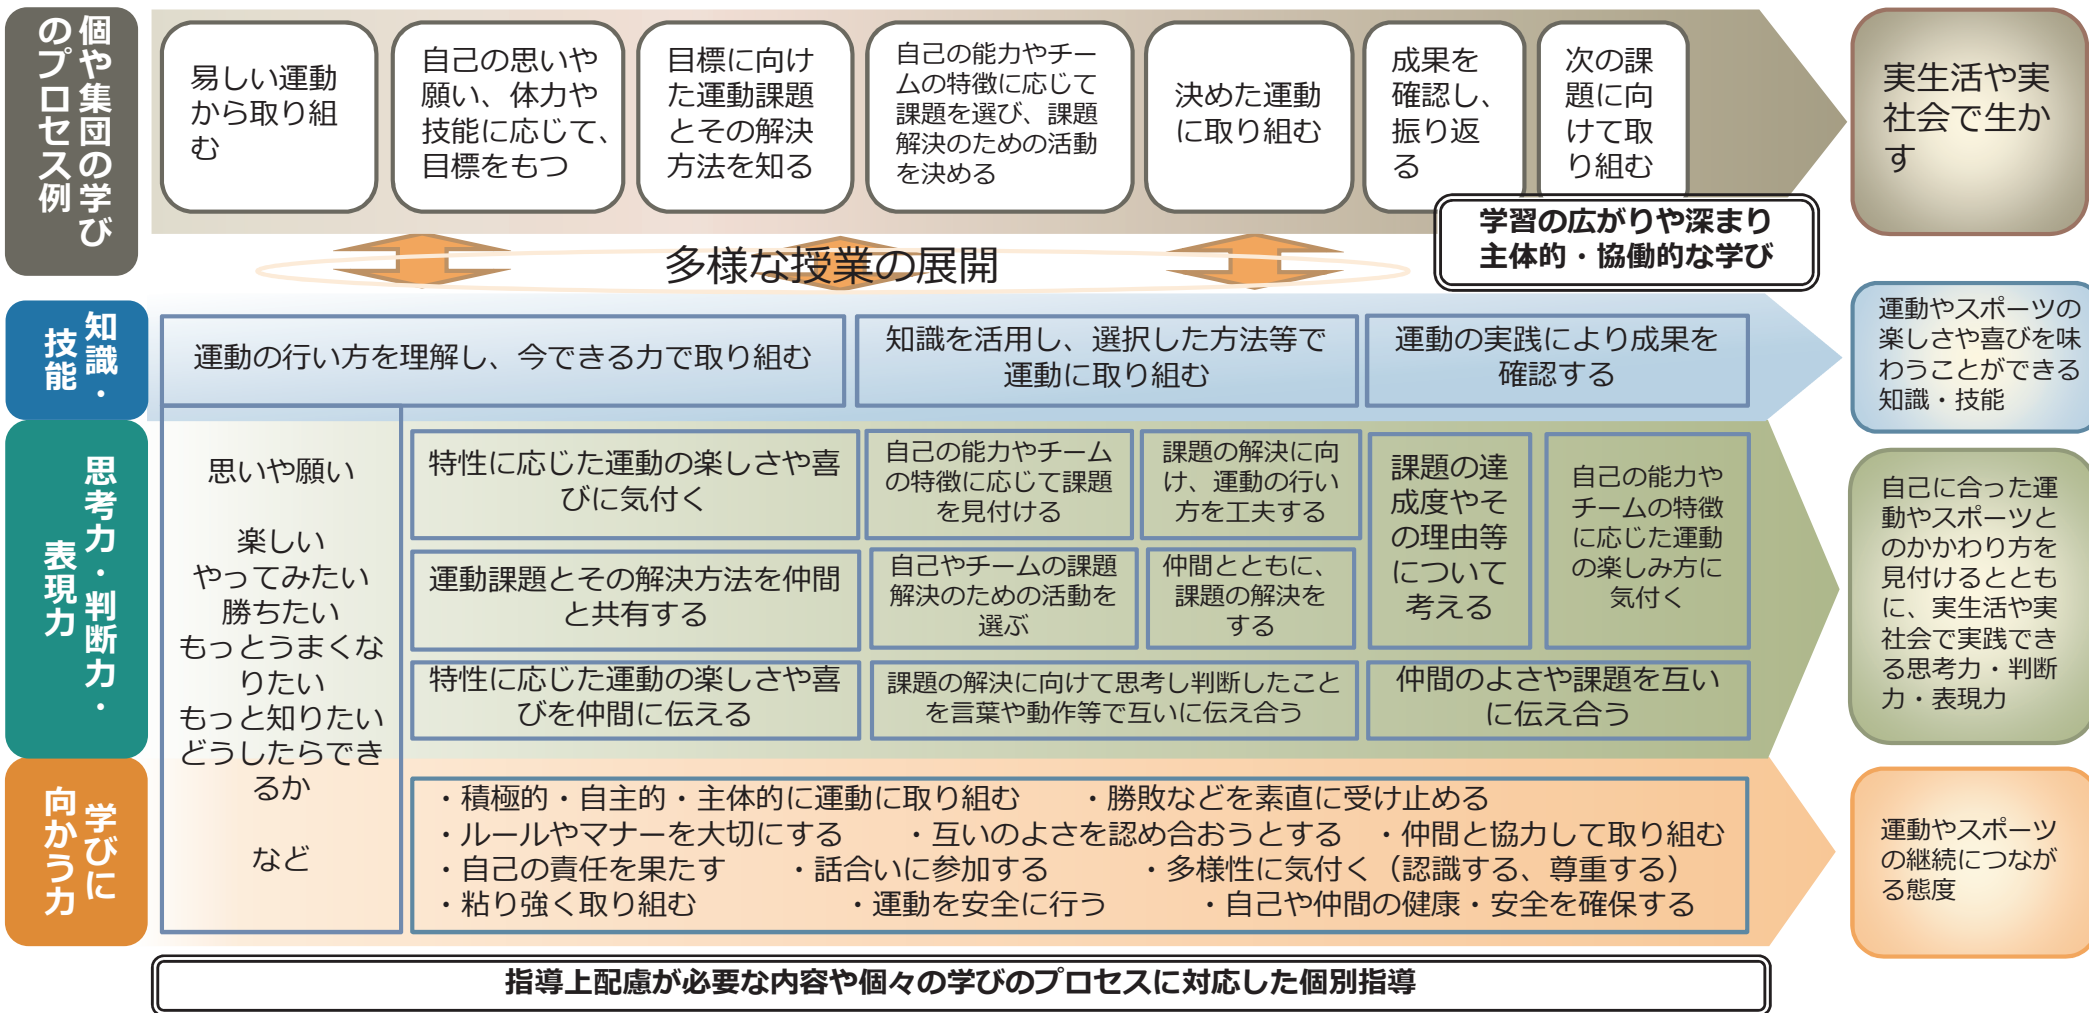 個や集団の学び
のプロセス例
易しい運動
から取り組
む
自己の思いや
願い、体力や
技能に応じて、
目標をもつ
目標に向け
た運動課題
とその解決
方法を知る
自己の能力やチー
ムの特徴に応じて
課題を選び、課題
解決のための活動
を決める
決めた運動
に取り組む
成果を
確認し、
振り返
る
次の課
題に向
けて取
り組む
実生活や実
社会で生か
す
学習の広がりや深まり
主体的・協働的な学び
多様な授業の展開
知識・
技能
運動の行い方を理解し、今できる力で取り組む
知識を活用し、選択した方法等で
運動に取り組む
運動の実践により成果を
確認する
運動やスポーツの
楽しさや喜びを味
わうことができる
知識・技能
思考力・判断力・
表現力
思いや願い
楽しい
やってみたい
勝ちたい
もっとうまくな
りたい
もっと知りたい
どうしたらでき
るか
など
特性に応じた運動の楽しさや喜
びに気付く
自己の能力やチーム
の特徴に応じて課題
を見付ける
課題の解決に向
け、運動の行い
方を工夫する
課題の達
成度やそ
の理由等
について
考える
自己の能力や
チームの特徴
に応じた運動
の楽しみ方に
気付く
運動課題とその解決方法を仲間
と共有する
自己やチームの課題
解決のための活動を
選ぶ
仲間とともに、
課題の解決を
する
特性に応じた運動の楽しさや喜
びを仲間に伝える
課題の解決に向けて思考し判断したこと
を言葉や動作等で互いに伝え合う
仲間のよさや課題を互い
に伝え合う
自己に合った運
動やスポーツと
のかかわり方を
見付けるととも
に、実生活や実
社会で実践でき
る思考力・判断
力・表現力
学びに
向かう力
・積極的・自主的・主体的に運動に取り組む ・勝敗などを素直に受け止める
・ルールやマナーを大切にする ・互いのよさを認め合おうとする ・仲間と協力して取り組む
・自己の責任を果たす ・話合いに参加する ・多様性に気付く（認識する、尊重する）
・粘り強く取り組む ・運動を安全に行う ・自己や仲間の健康・安全を確保する
運動やスポーツ
の継続につなが
る態度
指導上配慮が必要な内容や個々の学びのプロセスに対応した個別指導